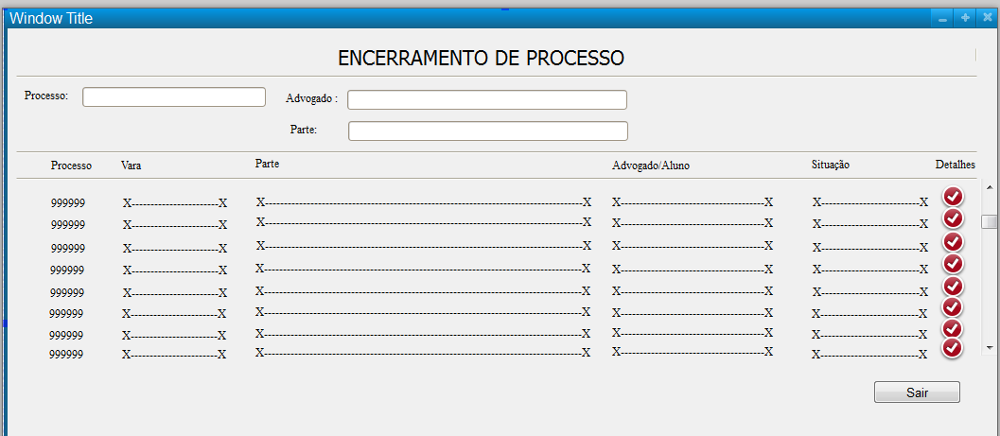 Window Title
ENCERRAMENTO DE PROCESSO
Processo: Advogado :
Parte:
Processo Vara Parte Advogado/Aluno Situação Detalhes
999999 X-----------------------X X------------------------------------------------------------------------------------X X--------------------------------------X X--------------------------X
999999 X-----------------------X X------------------------------------------------------------------------------------X X--------------------------------------X X--------------------------X
999999 X-----------------------X X------------------------------------------------------------------------------------X X--------------------------------------X X--------------------------X
999999 X-----------------------X X------------------------------------------------------------------------------------X X--------------------------------------X X--------------------------X
999999 X-----------------------X X------------------------------------------------------------------------------------X X--------------------------------------X X--------------------------X
999999 X-----------------------X X------------------------------------------------------------------------------------X X--------------------------------------X X--------------------------X
999999 X-----------------------X X------------------------------------------------------------------------------------X X--------------------------------------X X--------------------------X
999999 X-----------------------X X------------------------------------------------------------------------------------X X--------------------------------------X X--------------------------X
Sair